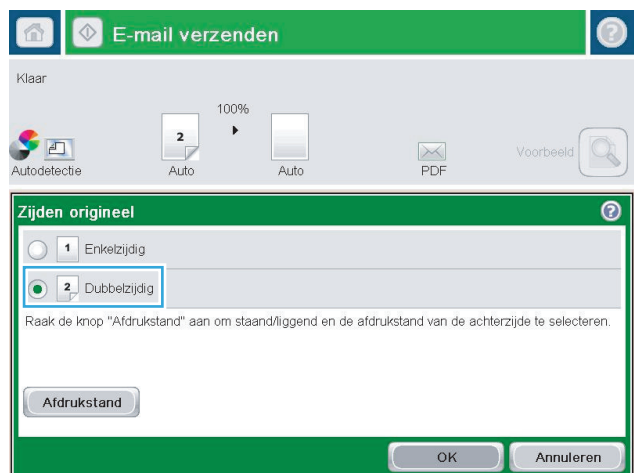 E-mail verzenden
Klaar
100%
2
Autodetectie
Auto
Auto
PDF
Voorbeeld
Zijden origineel
1 Enkelzijdig
2 Dubbelzijdig
Raak de knop "Afdrukstand" aan om staand/liggend en de afdrukstand van de achterzijde te selecteren.
Afdrukstand
OK
Annuleren